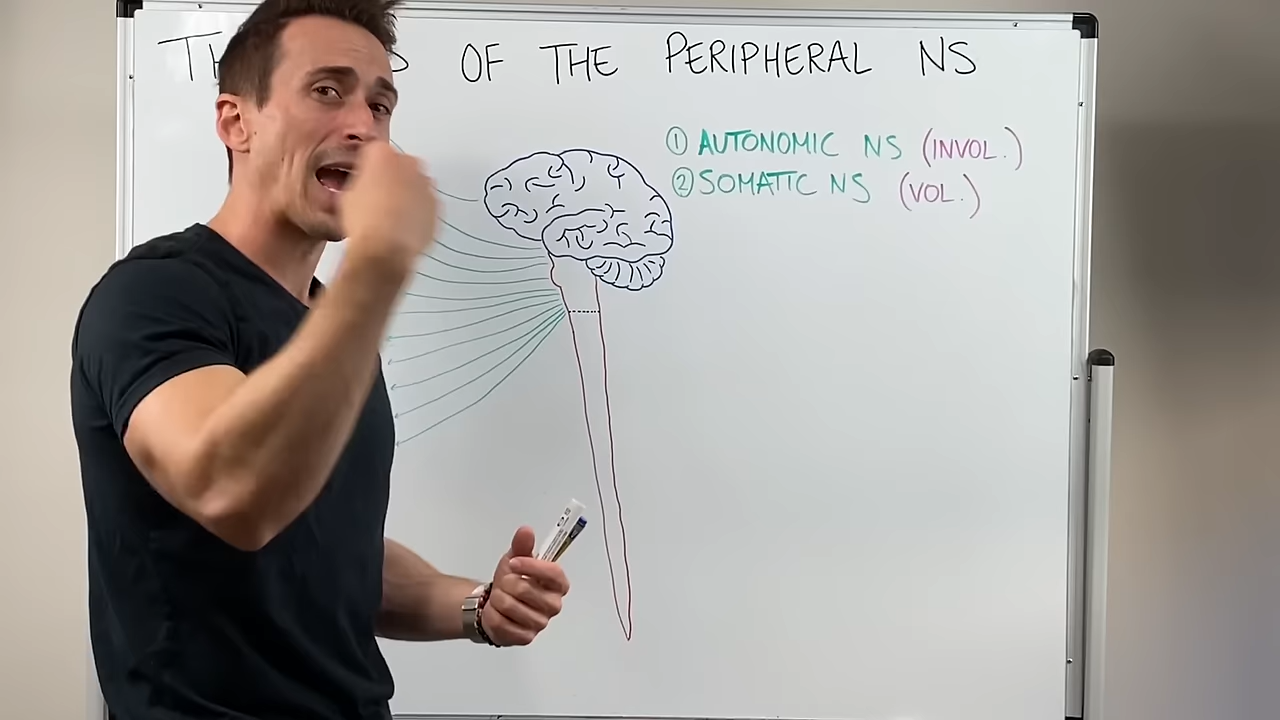 OF THE PERIPHERAL NS
① AUTONOMIC NS (INVOL.)
② SOMATIC NS (VOL.)